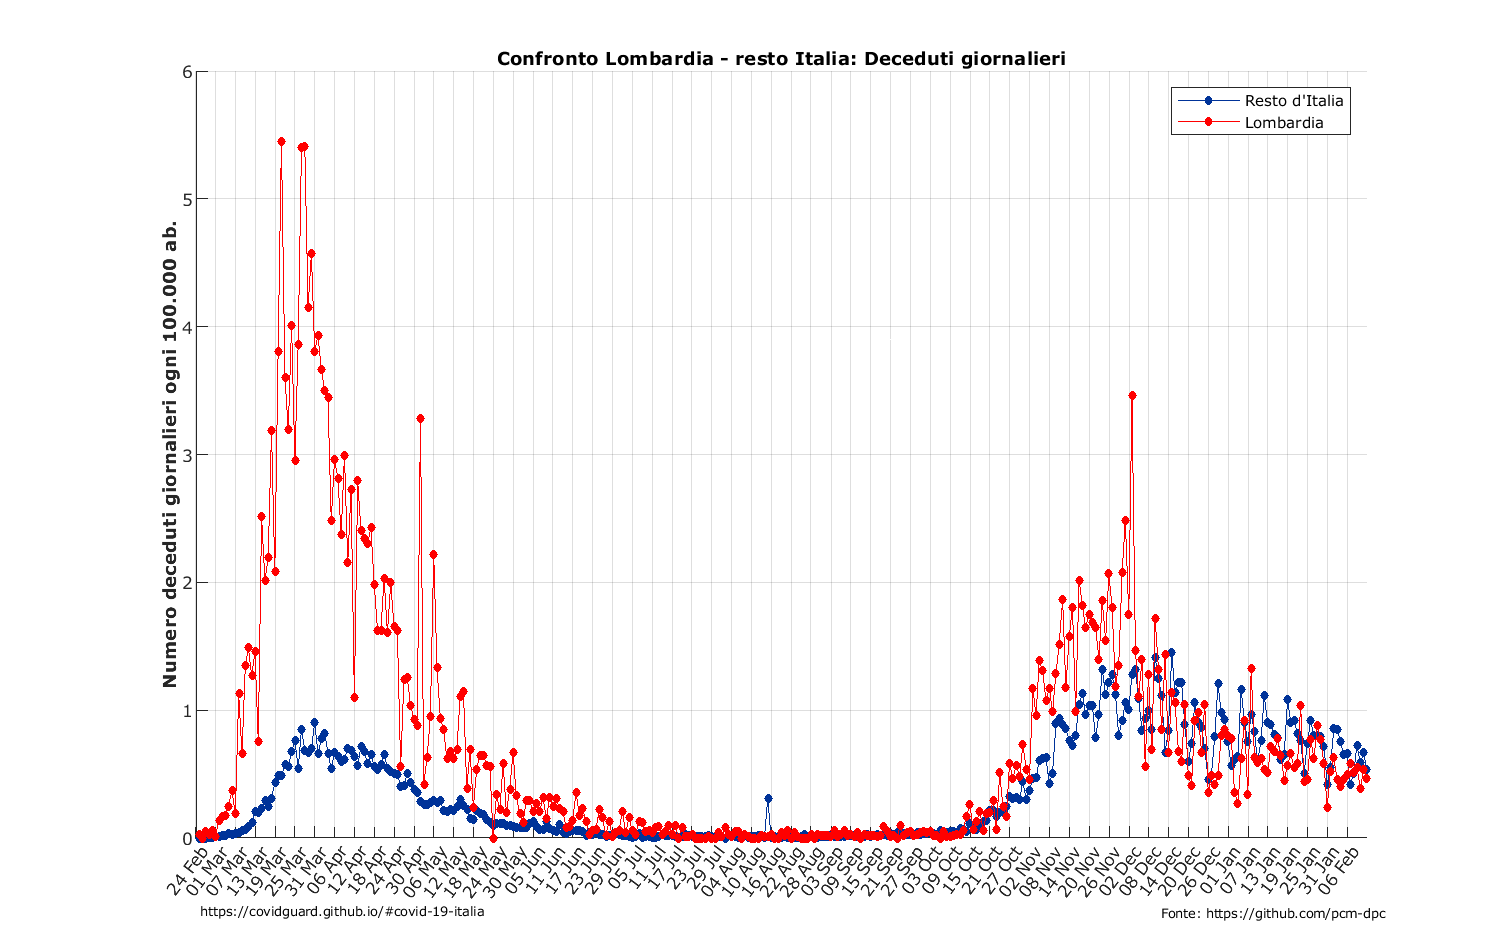 Confronto Lombardia - resto Italia: Deceduti giornalieri
Resto d'Italia
Lombardia
Numero deceduti giornalieri ogni 100.000 ab.
6
5
4
3
2
1
0
24 Feb
01 Mar
07 Mar
13 Mar
19 Mar
25 Mar
31 Mar
06 Apr
12 Apr
18 Apr
24 Apr
30 Apr
06 May
12 May
18 May
24 May
30 May
05 Jun
11 Jun
17 Jun
23 Jun
29 Jun
05 Jul
11 Jul
17 Jul
23 Jul
29 Jul
04 Aug
10 Aug
16 Aug
22 Aug
28 Aug
03 Sep
09 Sep
15 Sep
21 Sep
27 Sep
03 Oct
09 Oct
15 Oct
21 Oct
27 Oct
02 Nov
08 Nov
14 Nov
20 Nov
26 Nov
02 Dec
08 Dec
14 Dec
20 Dec
26 Dec
01 Jan
07 Jan
13 Jan
19 Jan
25 Jan
31 Jan
06 Feb
https://covidguard.github.io/#covid-19-italia
Fonte: https://github.com/pcm-dpc